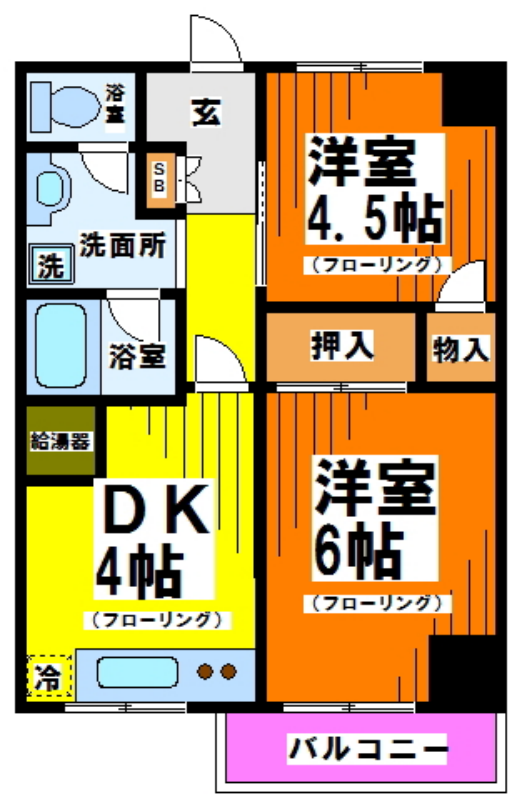 浴室
玄
SB
洋室
4.5帖
(フローリング)
洗面所
洗
浴室
押入
物入
給湯器
DK
4帖
(フローリング)
洋室
6帖
(フローリング)
冷
バルコニー